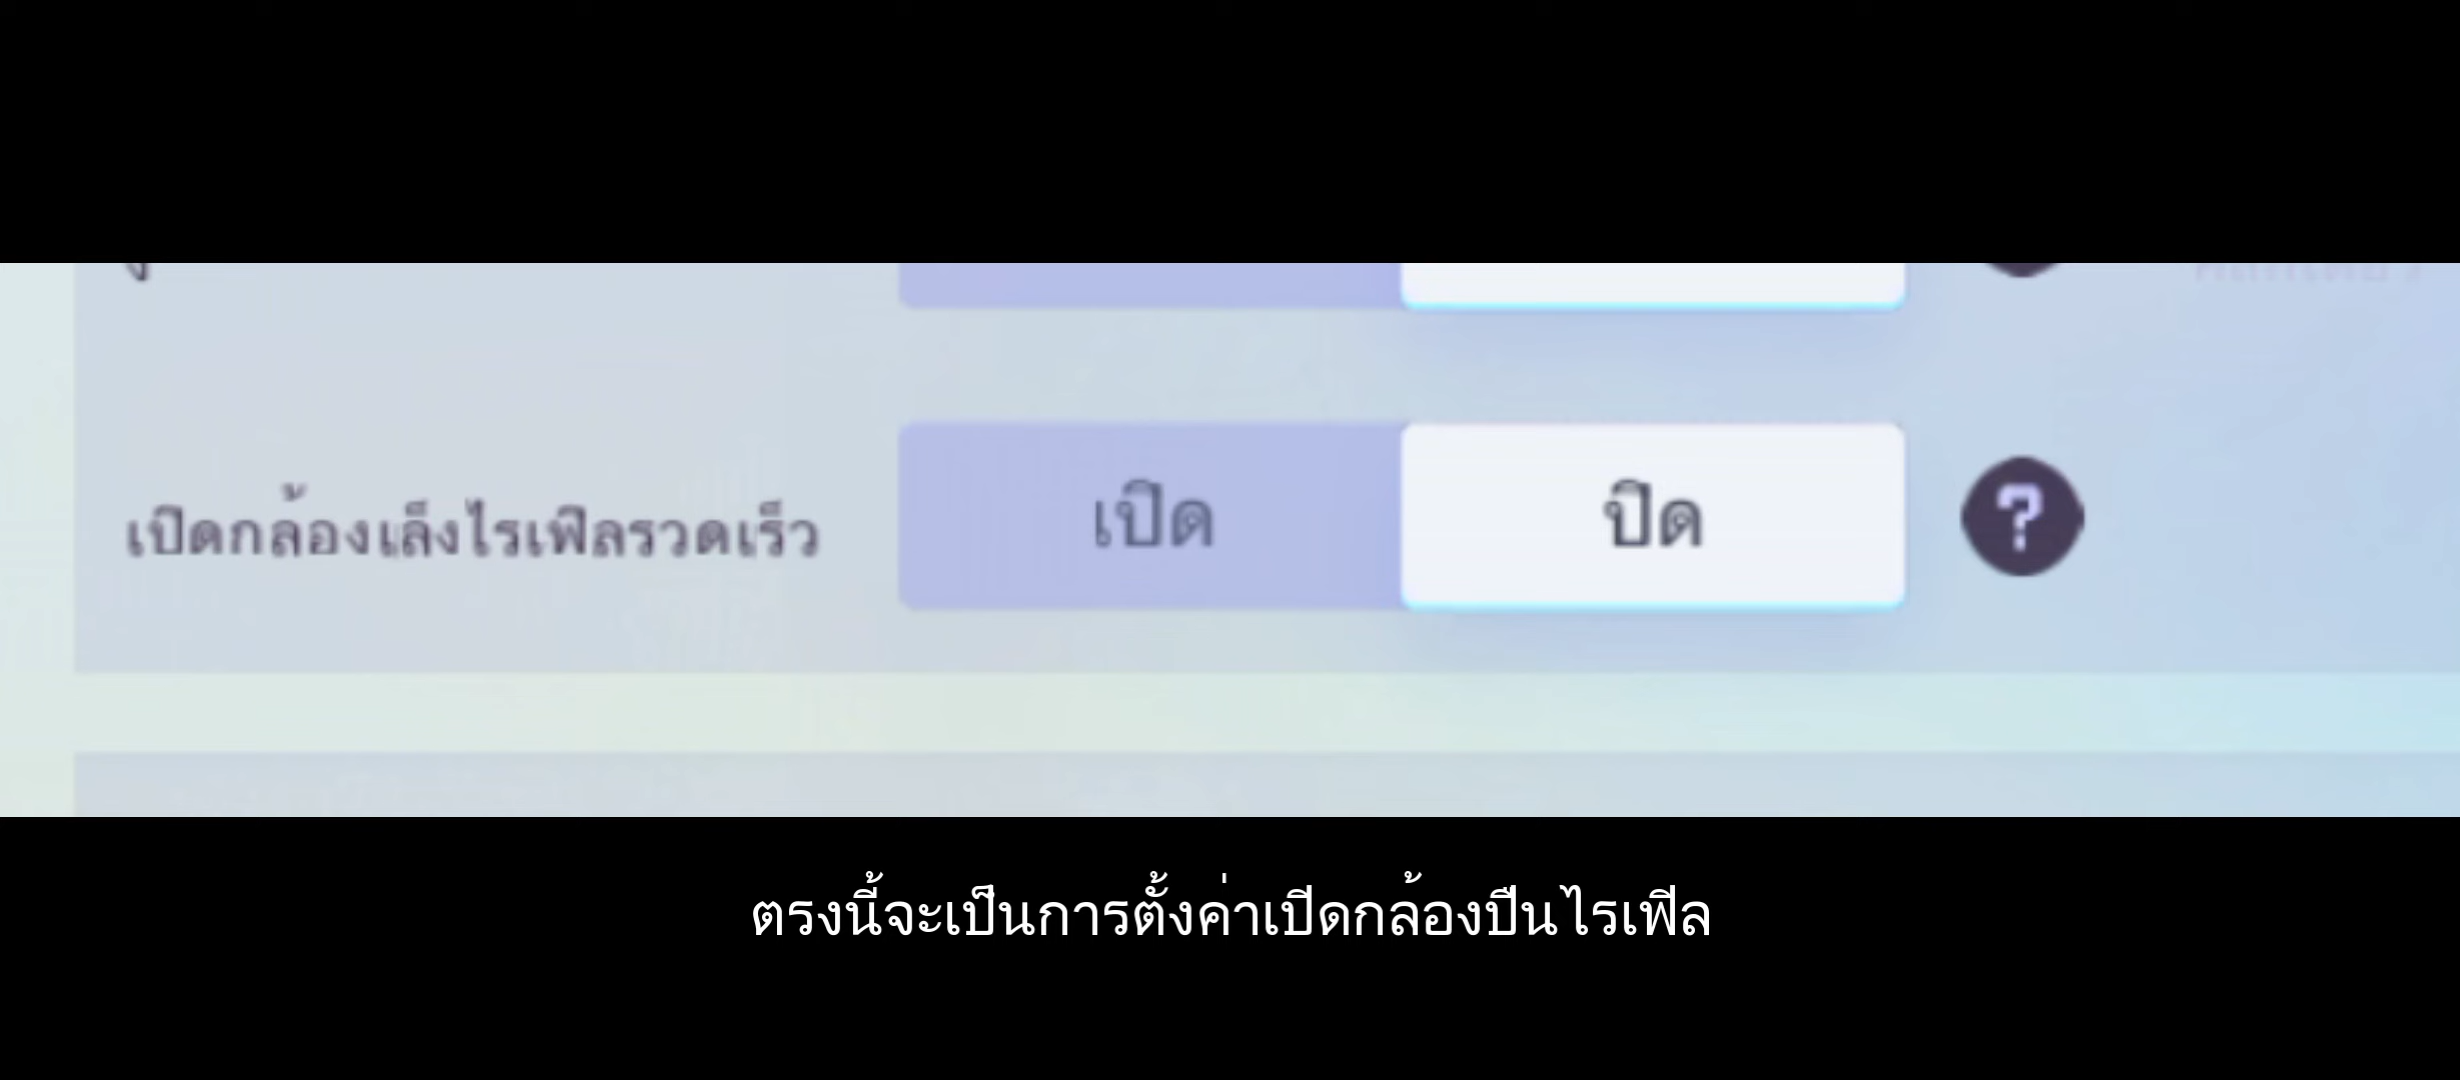 เปิดกล้องเล็งไรเฟิลรวดเร็ว เปิด ปิด ?
ตรงนี้จะเป็นการตั้งค่าเปิดกล้องปืนไรเฟิล